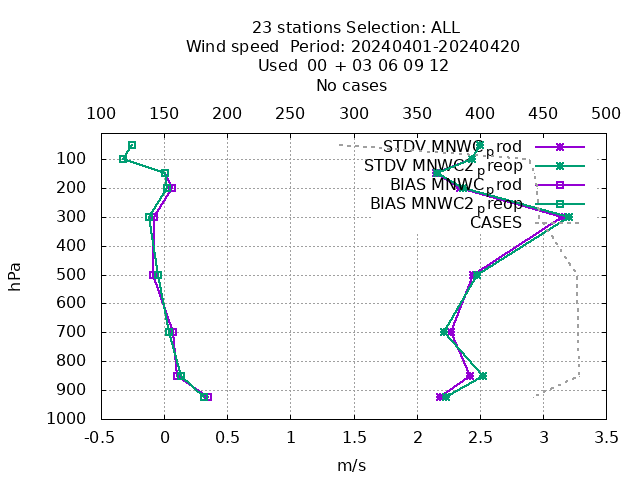 23 stations Selection: ALL
Wind speed  Period: 20240401-20240420
Used  00 + 03 06 09 12
No cases
100 150 200 250 300 350 400 450 500
STDV MNWC_prod
STDV MNWC2_preop
BIAS MNWC_prod
BIAS MNWC2_preop
CASES
100
200
300
400
500
600
700
800
900
1000
hPa
-0.5 0 0.5 1 1.5 2 2.5 3 3.5
m/s